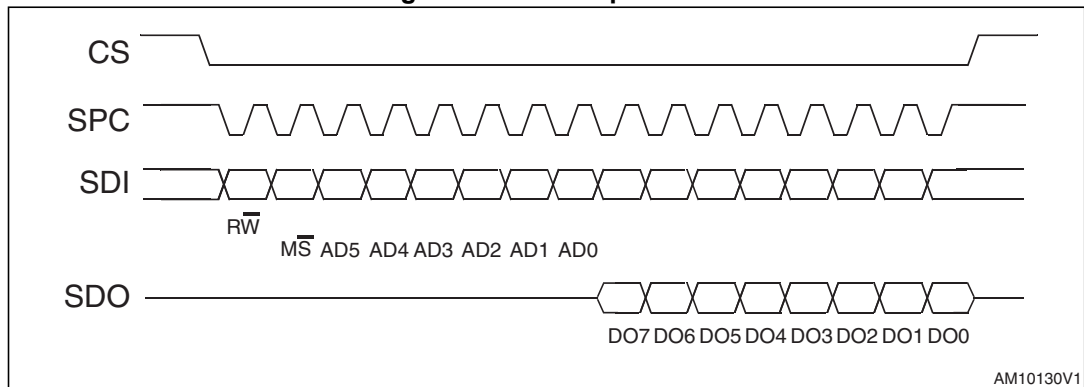 CS
SPC
SDI
RW̅
MS̅ AD5 AD4 AD3 AD2 AD1 AD0
SDO
DO7 DO6 DO5 DO4 DO3 DO2 DO1 DO0
AM10130V1